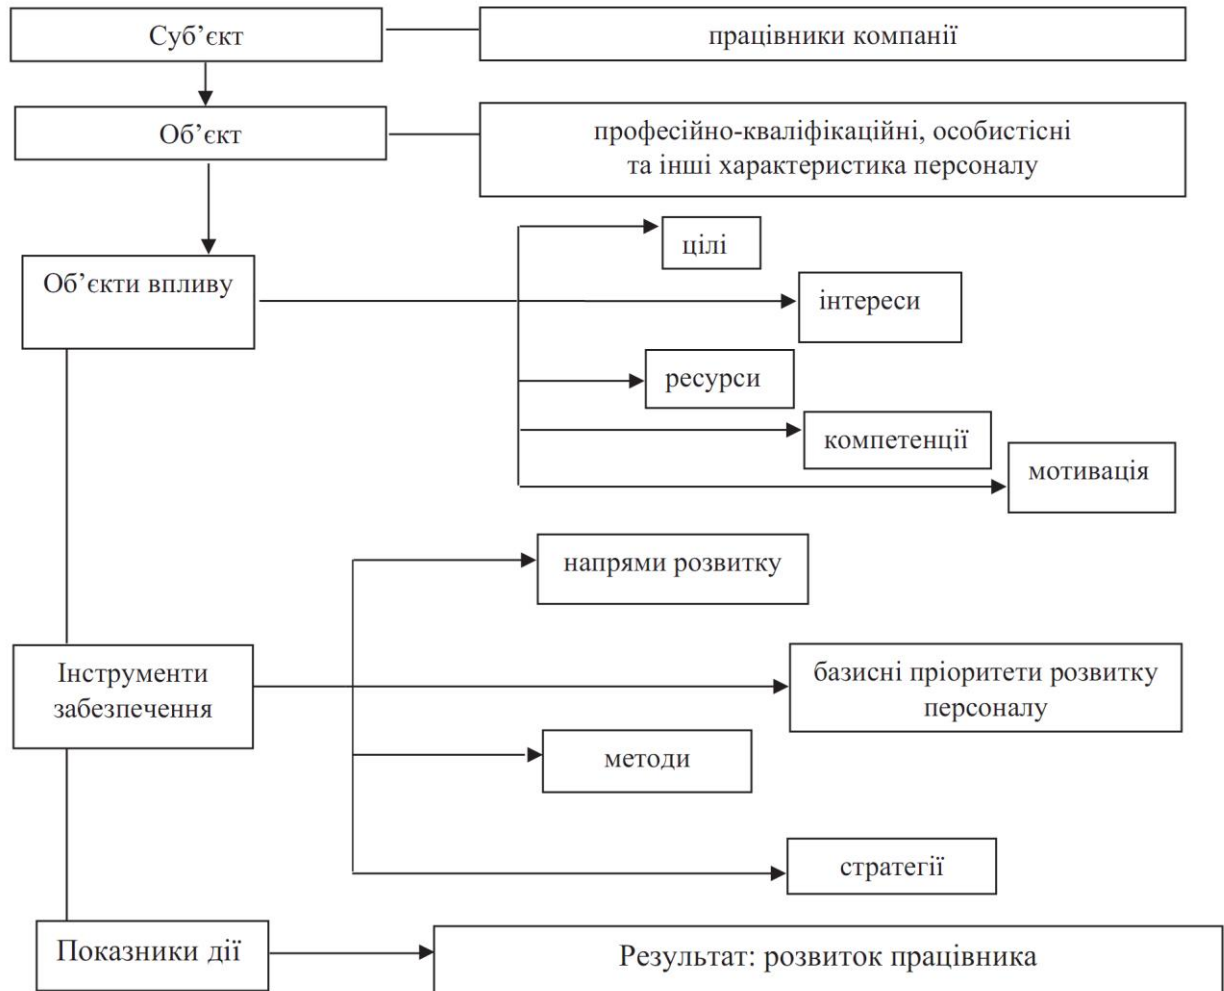 Суб’єкт
працівники компанії
Об’єкт
професійно-кваліфікаційні, особистісні
та інші характеристика персоналу
цілі
Об’єкти впливу
інтереси
ресурси
компетенції
мотивація
напрями розвитку
Інструменти
забезпечення
базисні пріоритети розвитку
персоналу
методи
стратегії
Показники дії
Результат: розвиток працівника